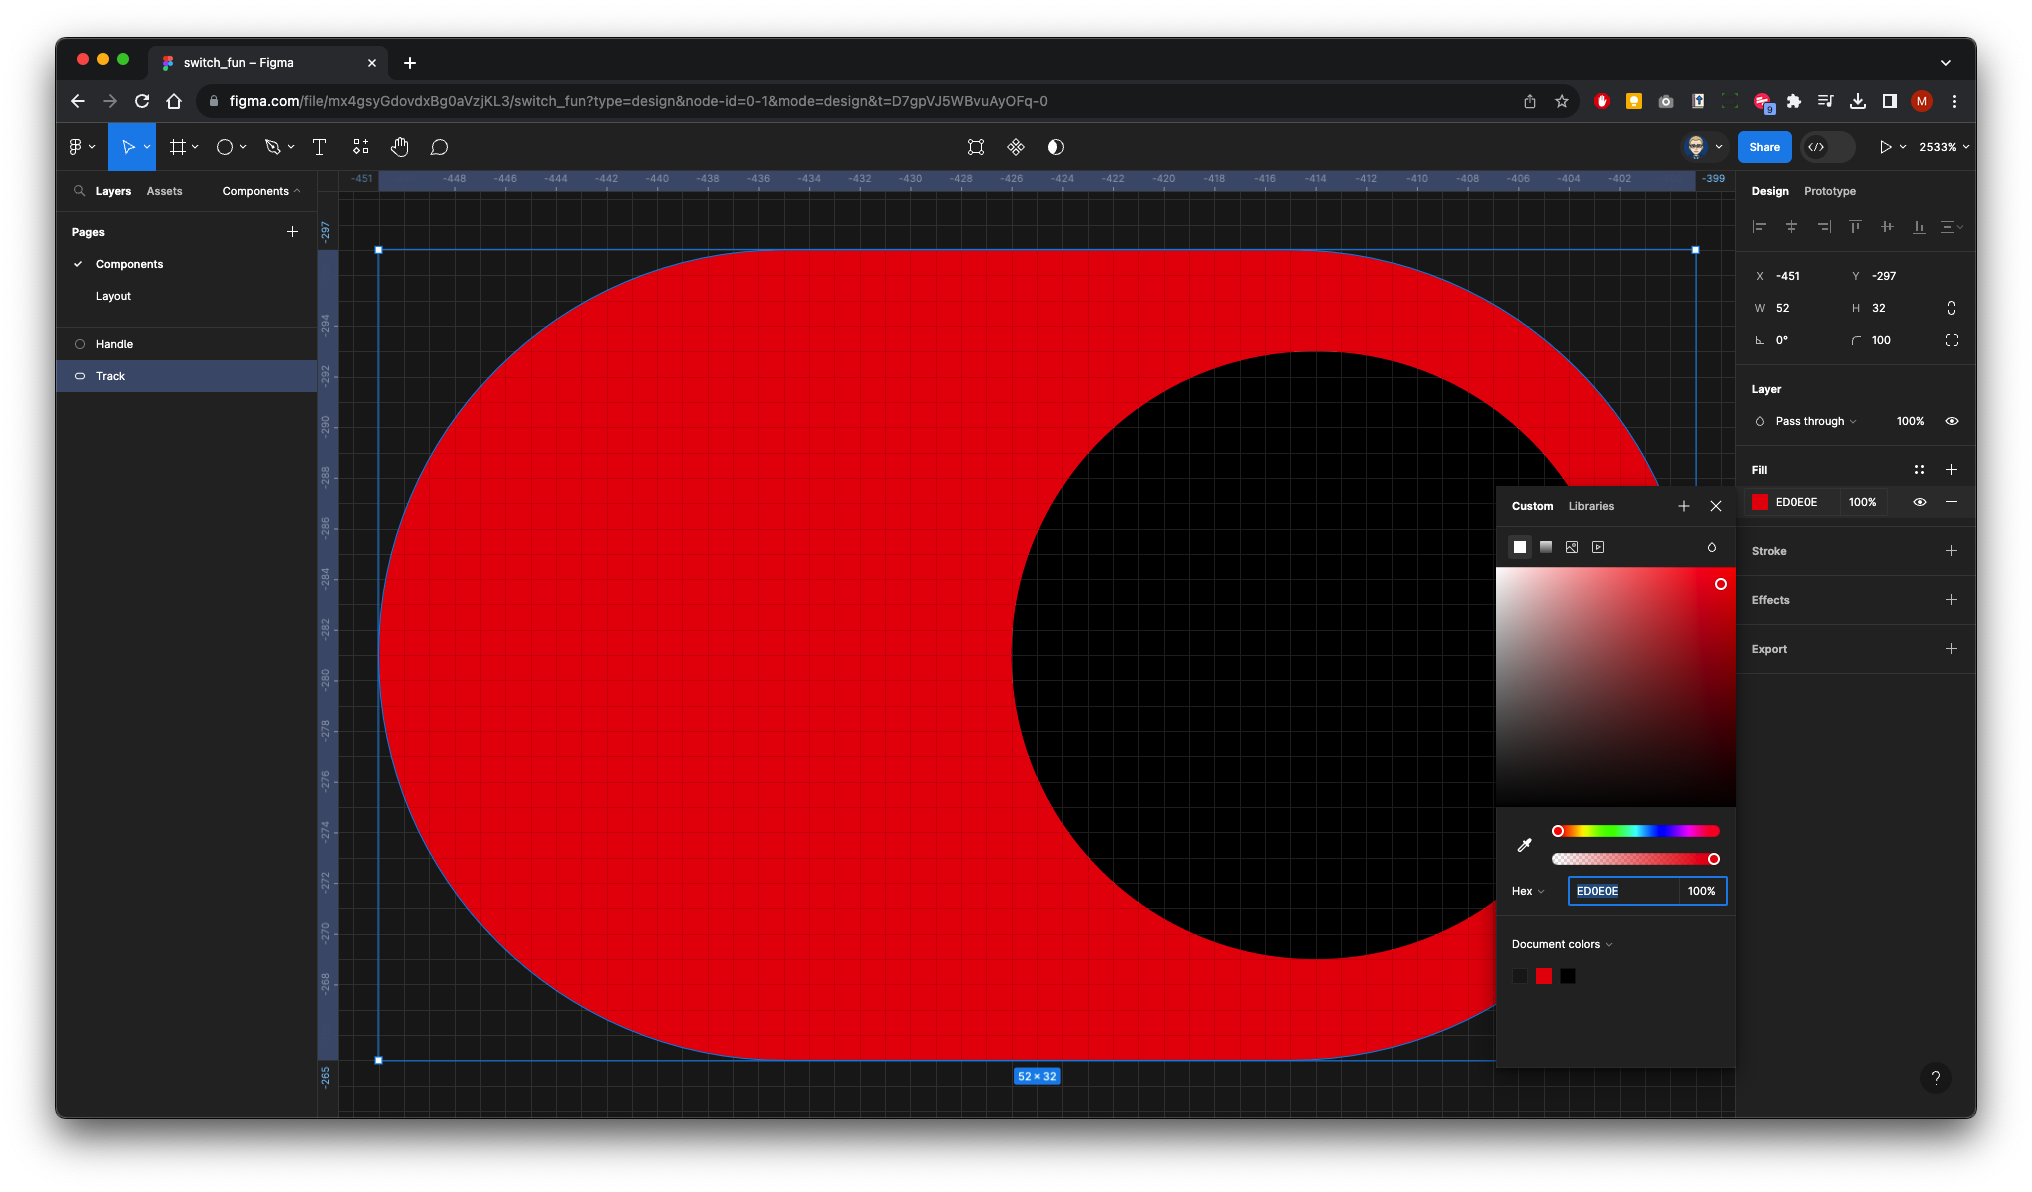 switch_fun – Figma
figma.com/file/mx4gsyGdovdxBg0aVzjKL3/switch_fun?type=design&node-id=0-1&mode=design&t=D7gpVJ5WBvuAyOFq-0
9
M
Share
2533%
Layers Assets Components
-451 -448 -446 -444 -442 -440 -438 -436 -434 -432 -430 -428 -426 -424 -422 -420 -418 -416 -414 -412 -410 -408 -406 -404 -402 -399
Design Prototype
Pages
Components
Layout
Handle
Track
-297
-294
-292
-290
-288
-286
-284
-282
-280
-278
-276
-274
-272
-270
-268
-265
52 × 32
X -451 Y -297
W 52 H 32
0° 100
Layer
Pass through 100%
Fill
ED0E0E 100%
Stroke
Effects
Export
Custom Libraries
Hex ED0E0E 100%
Document colors
?